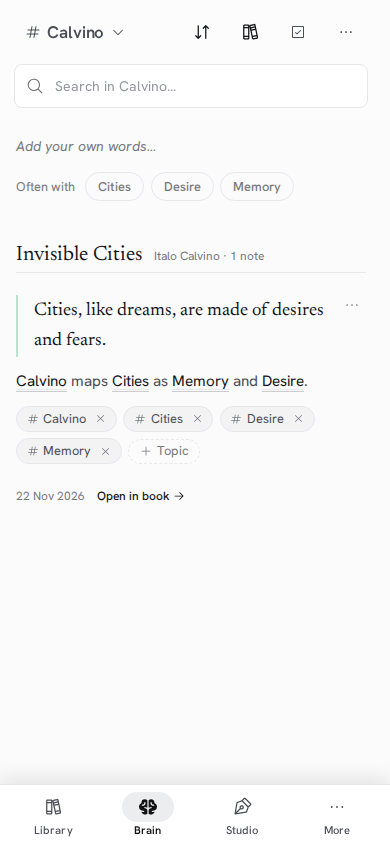 # Calvino
Search in Calvino...
Add your own words...
Often with Cities Desire Memory
Invisible Cities Italo Calvino · 1 note
Cities, like dreams, are made of desires
and fears.
Calvino maps Cities as Memory and Desire.
# Calvino × # Cities × # Desire ×
# Memory × + Topic
22 Nov 2026 Open in book →
Library Brain Studio More